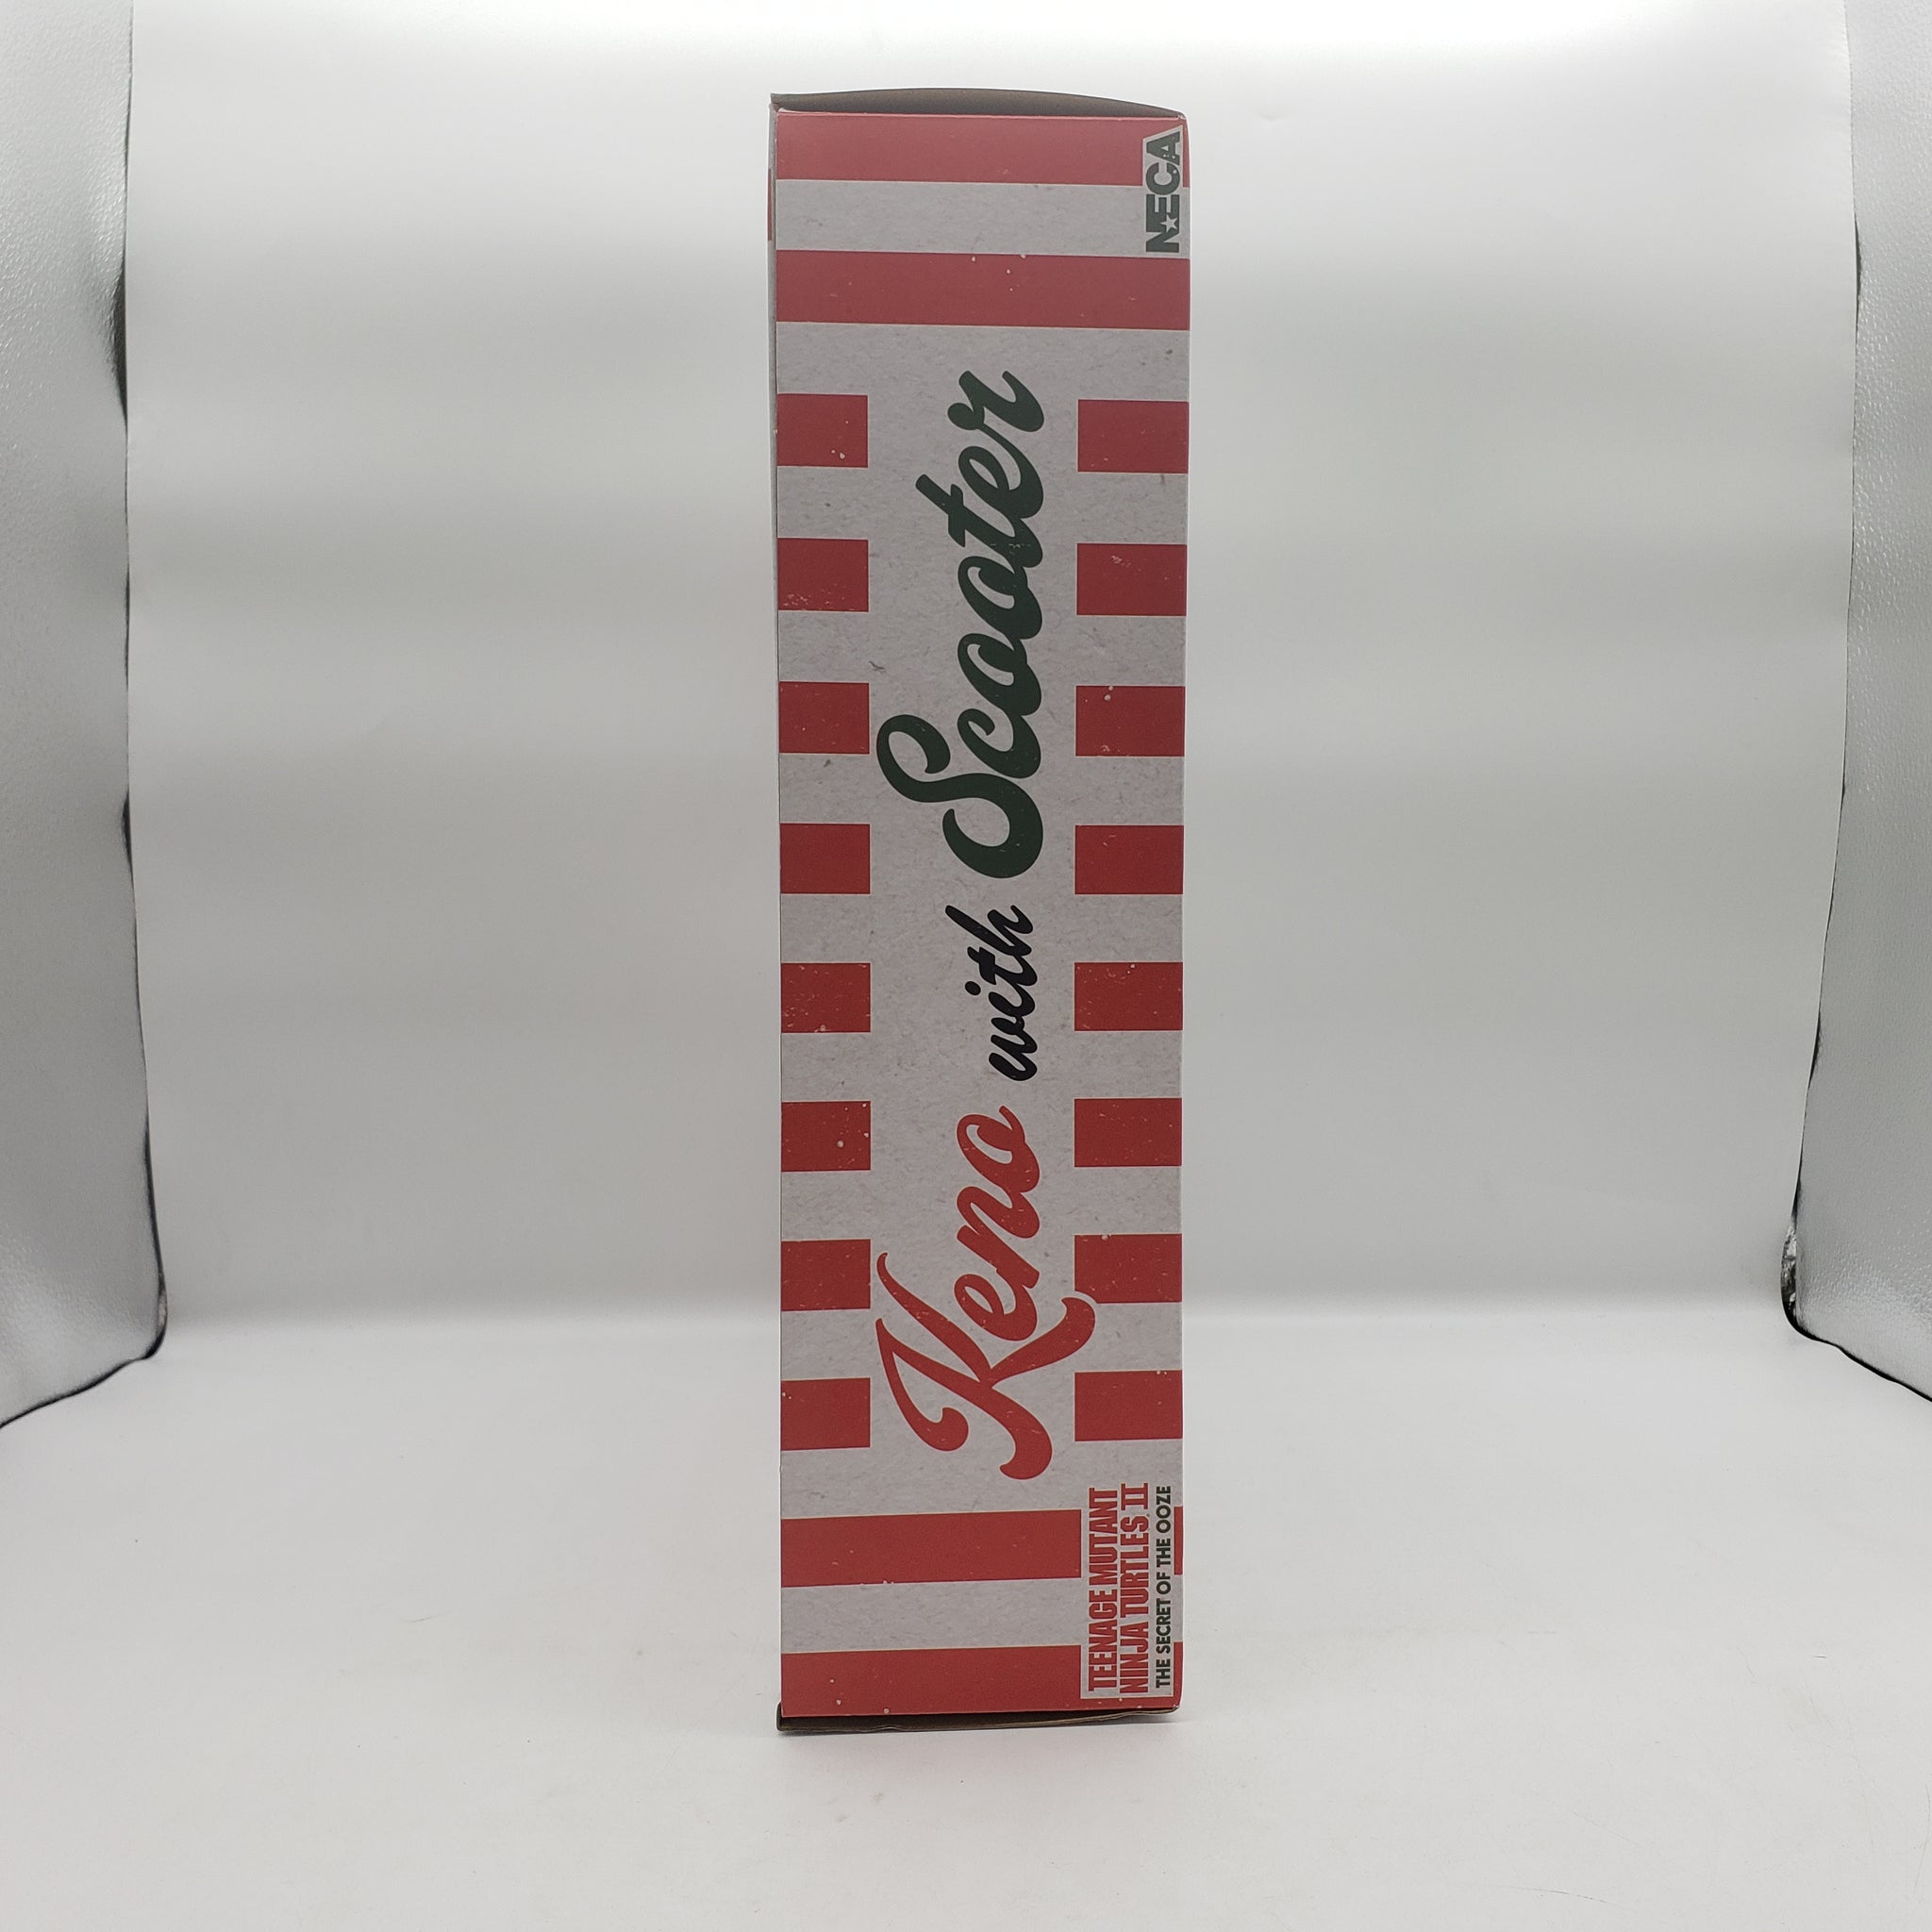 Keno with Scooter
TEENAGE MUTANT
NINJA TURTLES II
THE SECRET OF THE OOZE
NECA